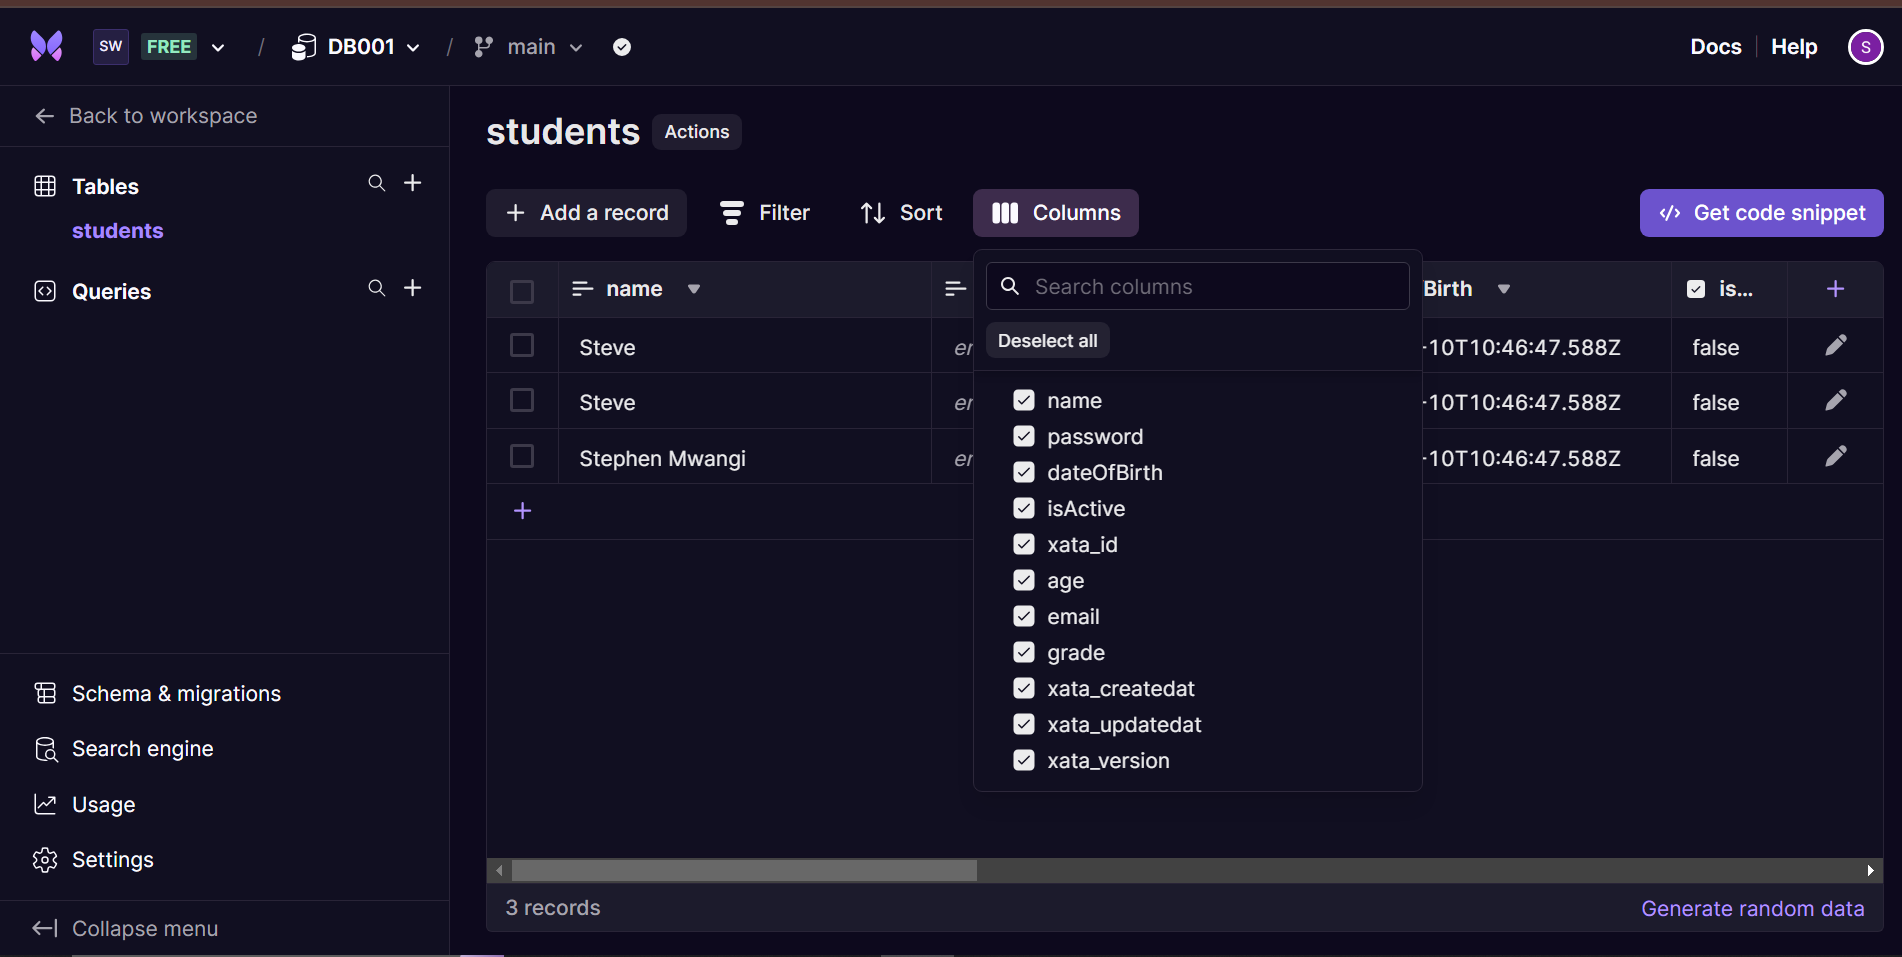 SW FREE / DB001 / main Docs Help S
Back to workspace
Tables
students
Queries
Schema & migrations
Search engine
Usage
Settings
Collapse menu
students Actions
Add a record Filter Sort Columns Get code snippet
name Birth is...
Steve er -10T10:46:47.588Z false
Steve er -10T10:46:47.588Z false
Stephen Mwangi er -10T10:46:47.588Z false
Search columns
Deselect all
name
password
dateOfBirth
isActive
xata_id
age
email
grade
xata_createdat
xata_updatedat
xata_version
3 records Generate random data